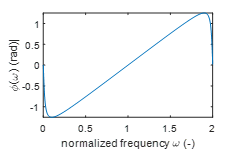 1
0.5
0
-0.5
-1
ϕ(ω) (rad)|
0 0.5 1 1.5 2
normalized frequency ω (-)